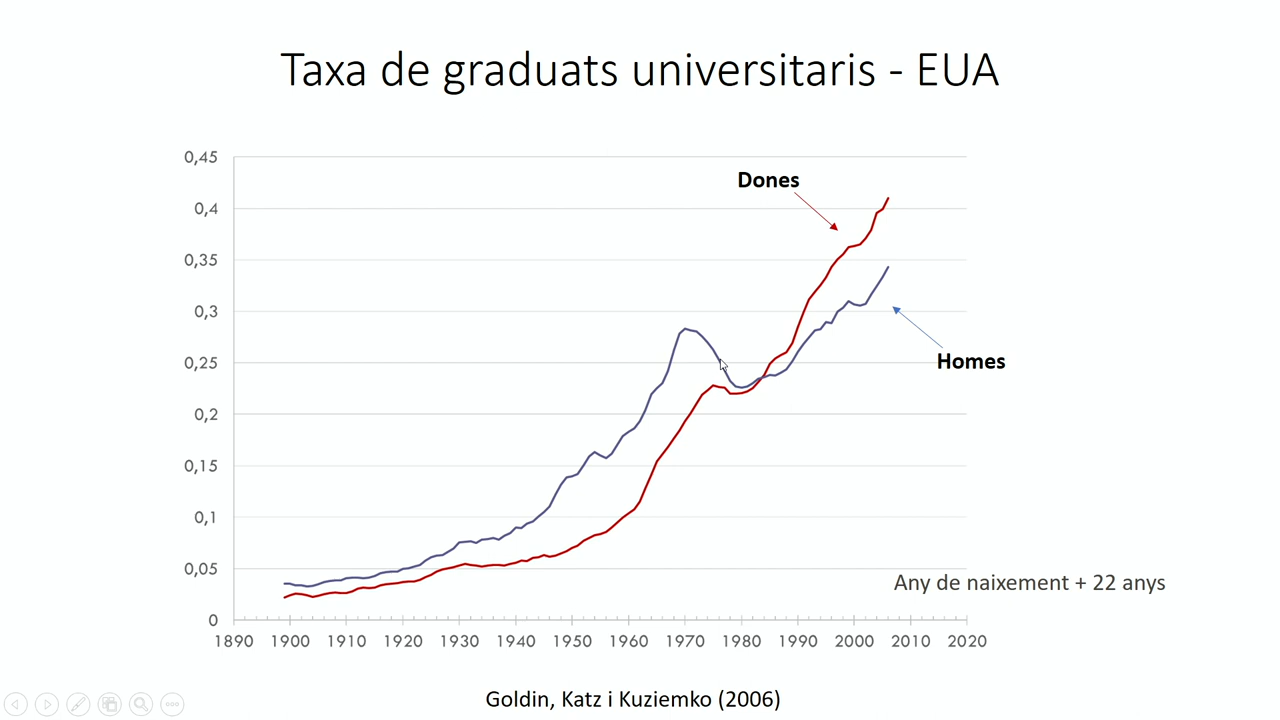 Taxa de graduats universitaris - EUA
0,45
0,4
0,35
0,3
0,25
0,2
0,15
0,1
0,05
0
Dones
Homes
Any de naixement + 22 anys
1890 1900 1910 1920 1930 1940 1950 1960 1970 1980 1990 2000 2010 2020
Goldin, Katz i Kuziemko (2006)